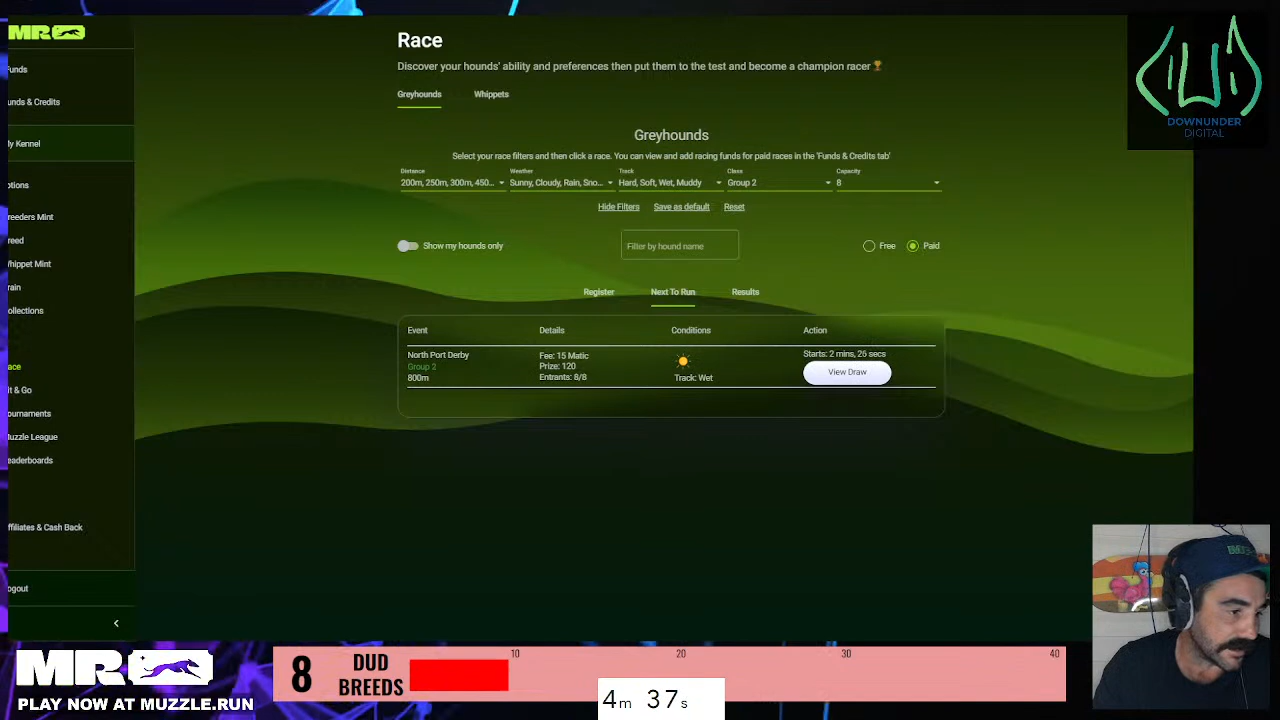 MR
Race
Discover your hounds' ability and preferences then put them to the test and become a champion racer
Greyhounds Whippets
Greyhounds
Select your race filters and then click a race. You can view and add racing funds for paid races in the 'Funds & Credits tab'
Distance Weather Track Class Capacity
200m, 250m, 300m, 450... Sunny, Cloudy, Rain, Sno... Hard, Soft, Wet, Muddy Group 2 8
Hide Filters Save as default Reset
Show my hounds only Filter by hound name Free Paid
Register Next To Run Results
Event Details Conditions Action
North Port Derby Fee: 15 Matic Starts: 2 mins, 26 secs
Group 2 Prize: 120 View Draw
800m Entrants: 8/8 Track: Wet
unds
unds & Credits
y Kennel
ptions
reeders Mint
reed
hippet Mint
rain
ollections
ace
it & Go
ournaments
uzzle League
eaderboards
ffiliates & Cash Back
ogout
DOWNUNDER
DIGITAL
MR
PLAY NOW AT MUZZLE.RUN
8 DUD BREEDS
10 20 30 40
4m 37s